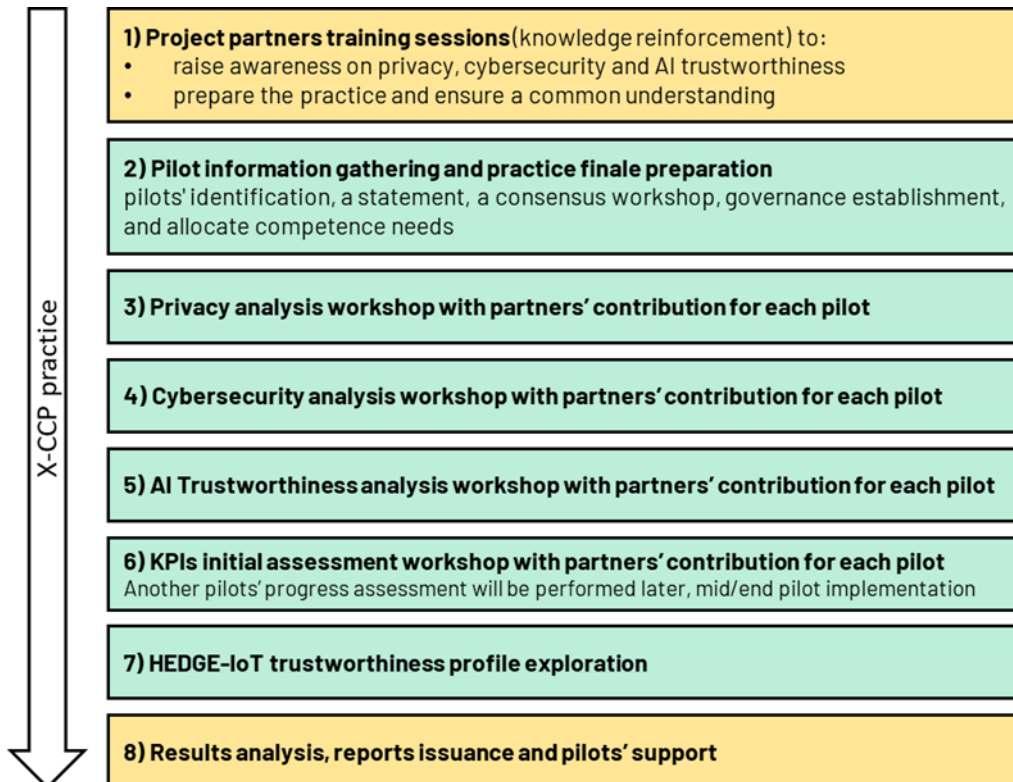 X-CCP practice
1) Project partners training sessions (knowledge reinforcement) to:
• raise awareness on privacy, cybersecurity and AI trustworthiness
• prepare the practice and ensure a common understanding
2) Pilot information gathering and practice finale preparation
pilots' identification, a statement, a consensus workshop, governance establishment,
and allocate competence needs
3) Privacy analysis workshop with partners’ contribution for each pilot
4) Cybersecurity analysis workshop with partners’ contribution for each pilot
5) AI Trustworthiness analysis workshop with partners’ contribution for each pilot
6) KPIs initial assessment workshop with partners’ contribution for each pilot
Another pilots’ progress assessment will be performed later, mid/end pilot implementation
7) HEDGE-IoT trustworthiness profile exploration
8) Results analysis, reports issuance and pilots’ support